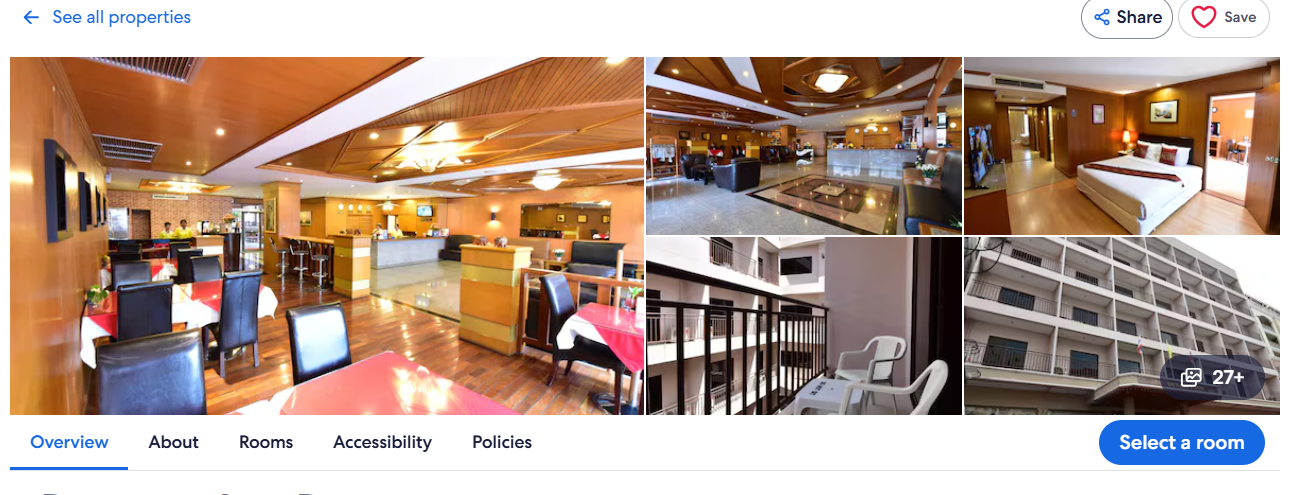 See all properties
Share
Save
27+
Overview
About
Rooms
Accessibility
Policies
Select a room